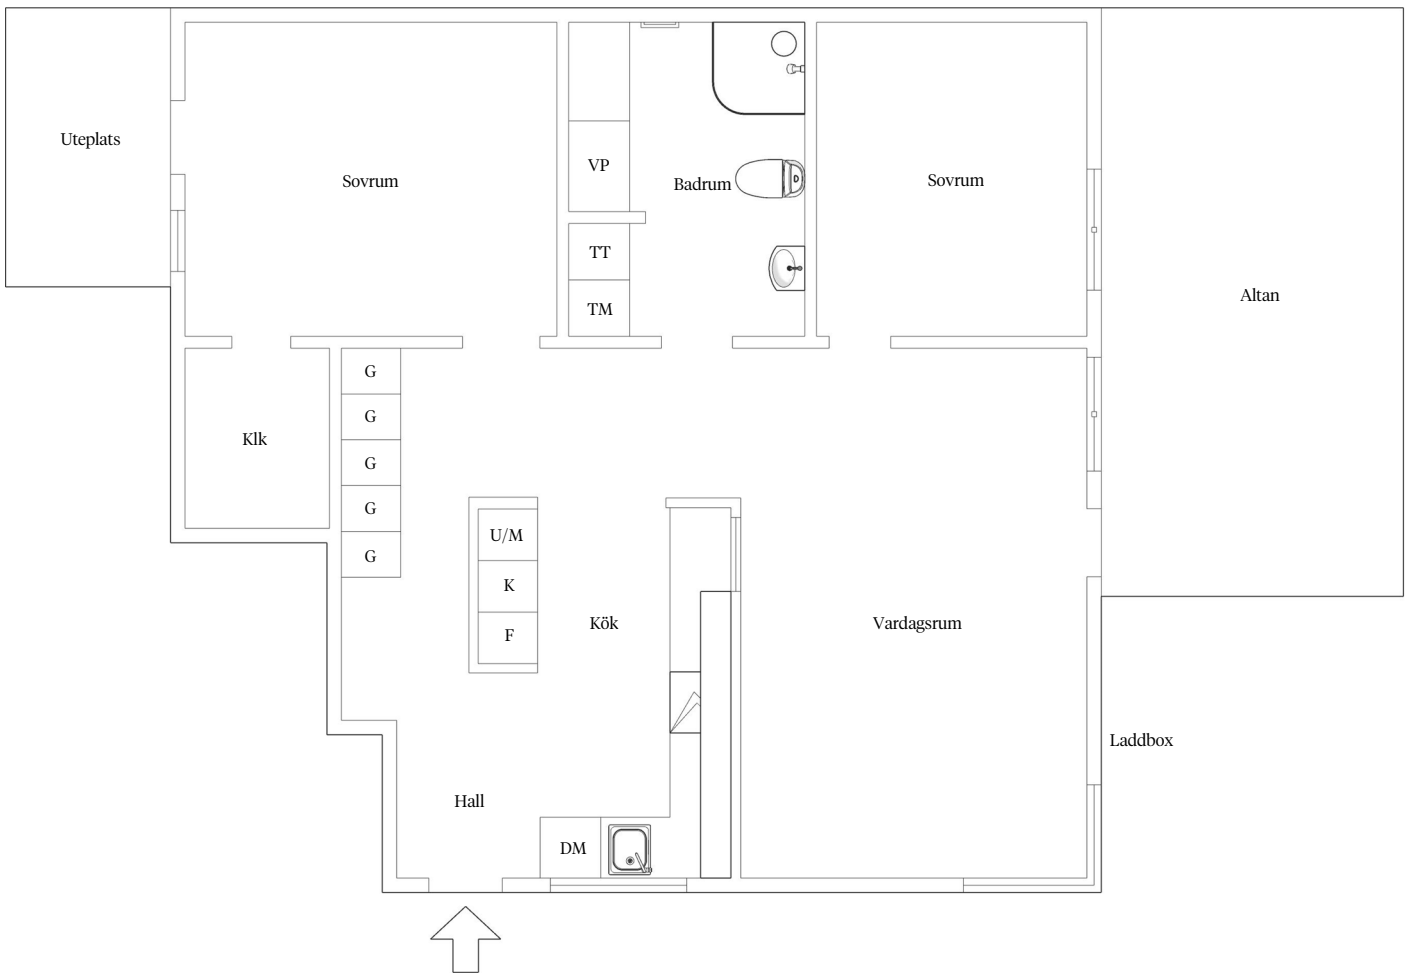 Uteplats
Sovrum
VP
Badrum
Sovrum
TT
TM
Altan
G
G
Klk
G
G
G
U/M
K
F
Kök
Vardagsrum
Laddbox
Hall
DM